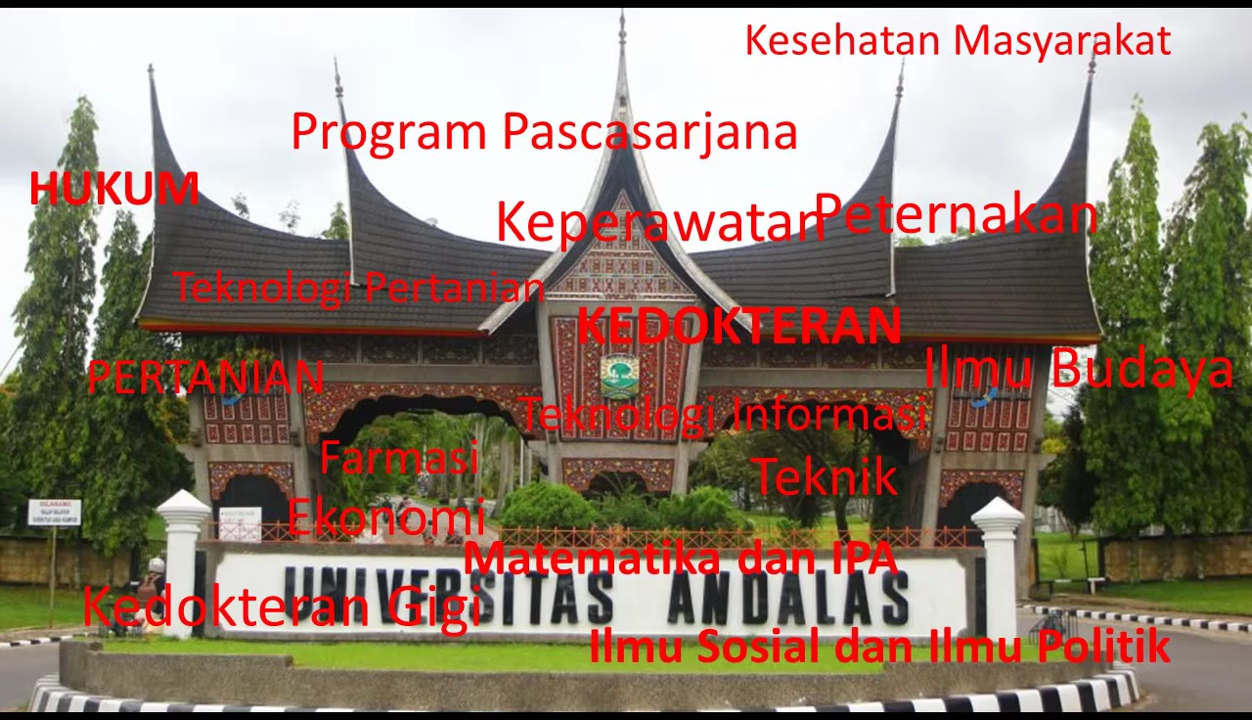 Kesehatan Masyarakat
Program Pascasarjana
HUKUM
Keperawatan
Peternakan
Teknologi Pertanian
KEDOKTERAN
Ilmu Budaya
PERTANIAN
Teknologi Informasi
Farmasi
Teknik
Ekonomi
Matematika dan IPA
UNIVERSITAS ANDALAS
Kedokteran Gigi
Ilmu Sosial dan Ilmu Politik